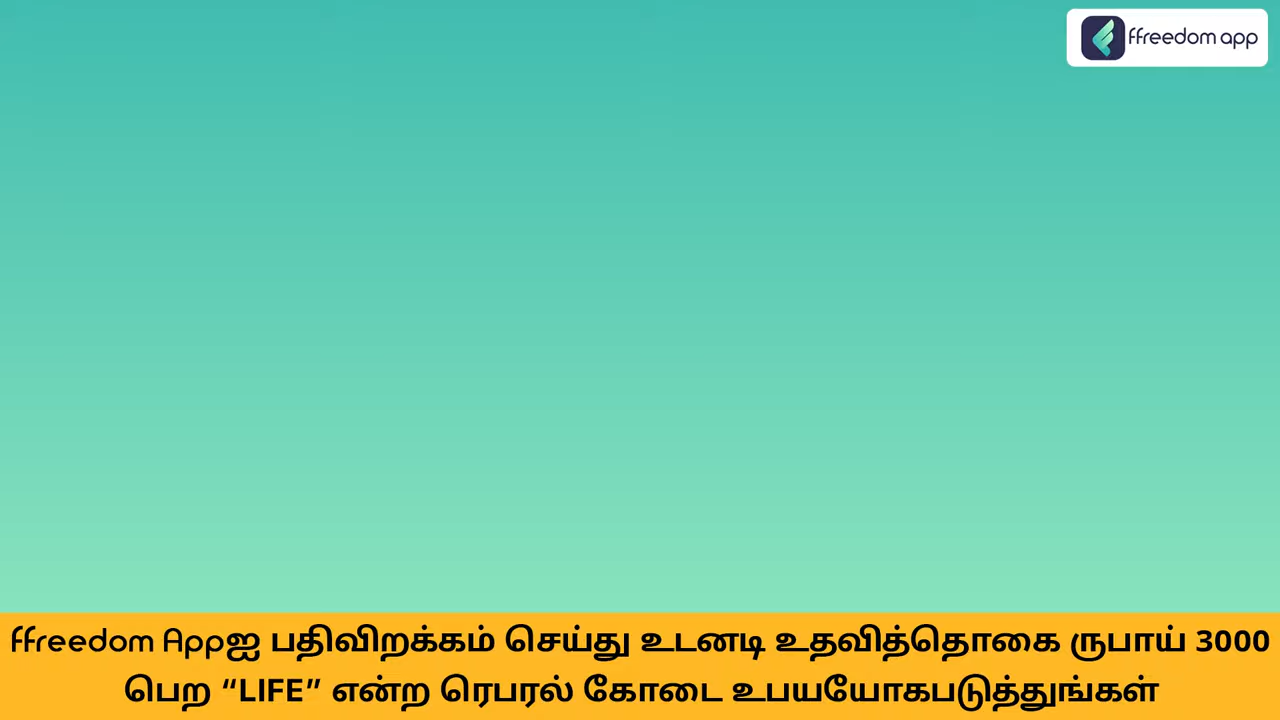 ffreedom app
ffreedom Appஐ பதிவிறக்கம் செய்து உடனடி உதவித்தொகை ருபாய் 3000
பெற “LIFE” என்ற ரெபரல் கோடை உபயயோகபடுத்துங்கள்